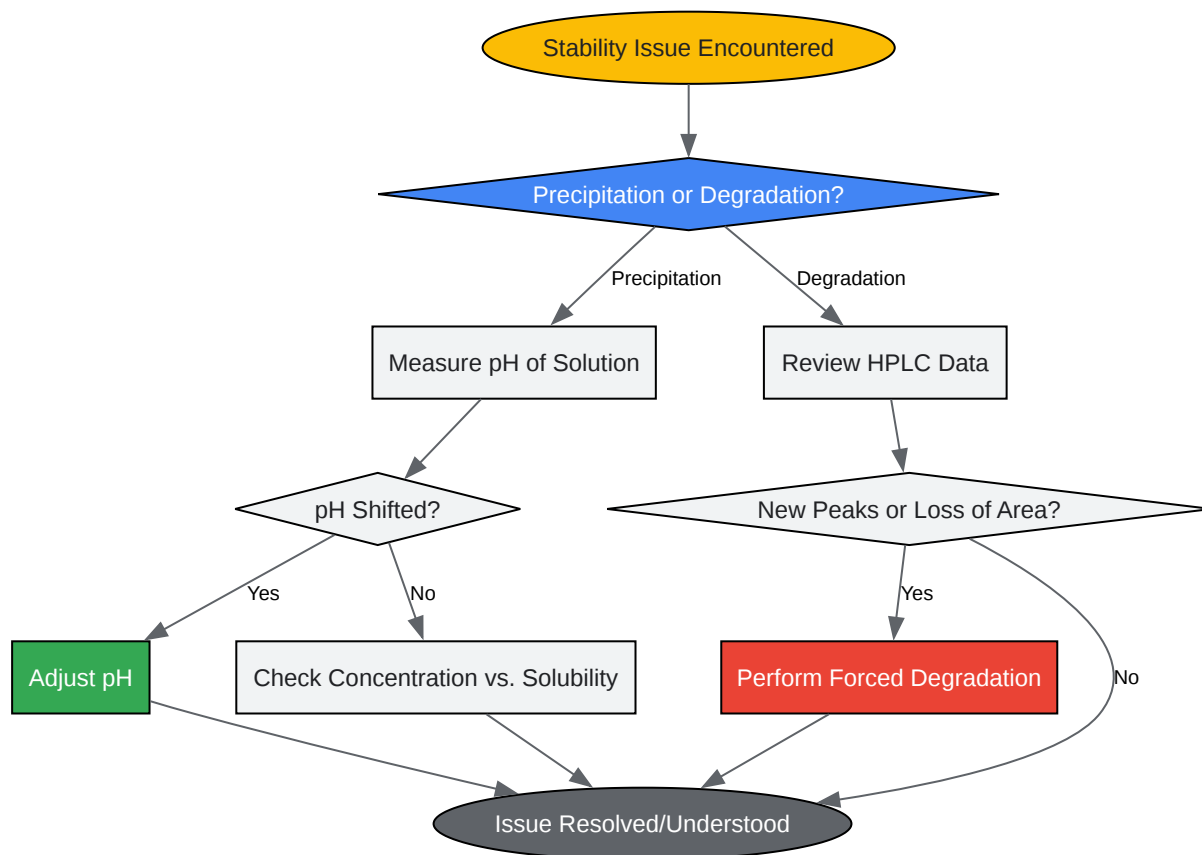 Stability Issue Encountered
Precipitation or Degradation?
Precipitation
Degradation
Measure pH of Solution
Review HPLC Data
pH Shifted?
New Peaks or Loss of Area?
Yes
No
Yes
No
Adjust pH
Check Concentration vs. Solubility
Perform Forced Degradation
Issue Resolved/Understood